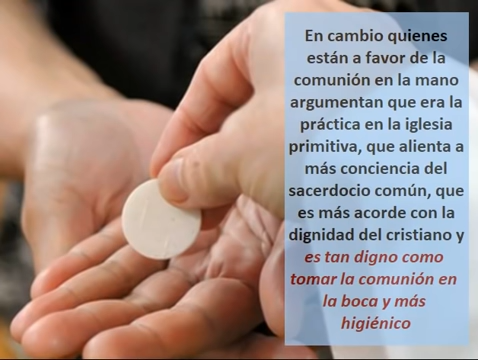 En cambio quienes
están a favor de la
comunión en la mano
argumentan que era la
práctica en la iglesia
primitiva, que alienta a
más conciencia del
sacerdocio común, que
es más acorde con la
dignidad del cristiano y
es tan digno como
tomar la comunión en
la boca y más
higiénico